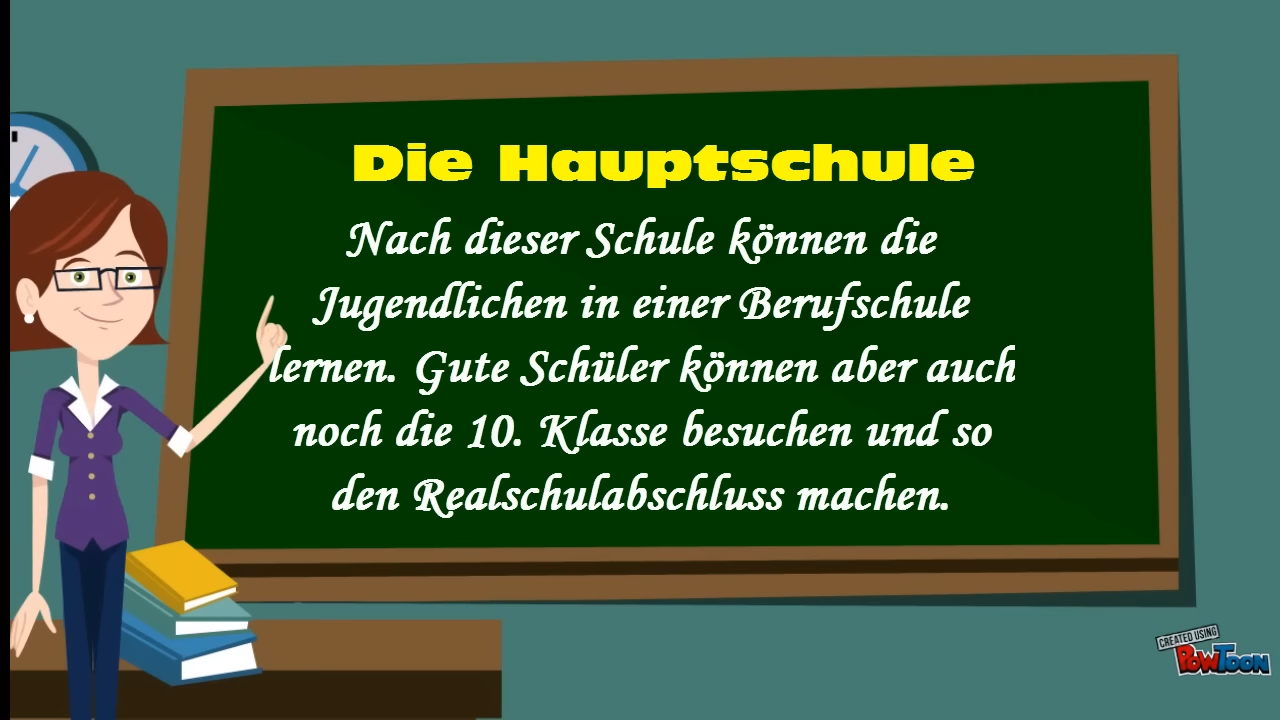 Die Hauptschule
Nach dieser Schule können die
Jugendlichen in einer Berufschule
lernen. Gute Schüler können aber auch
noch die 10. Klasse besuchen und so
den Realschulabschluss machen.
CREATED USING
POWTOON